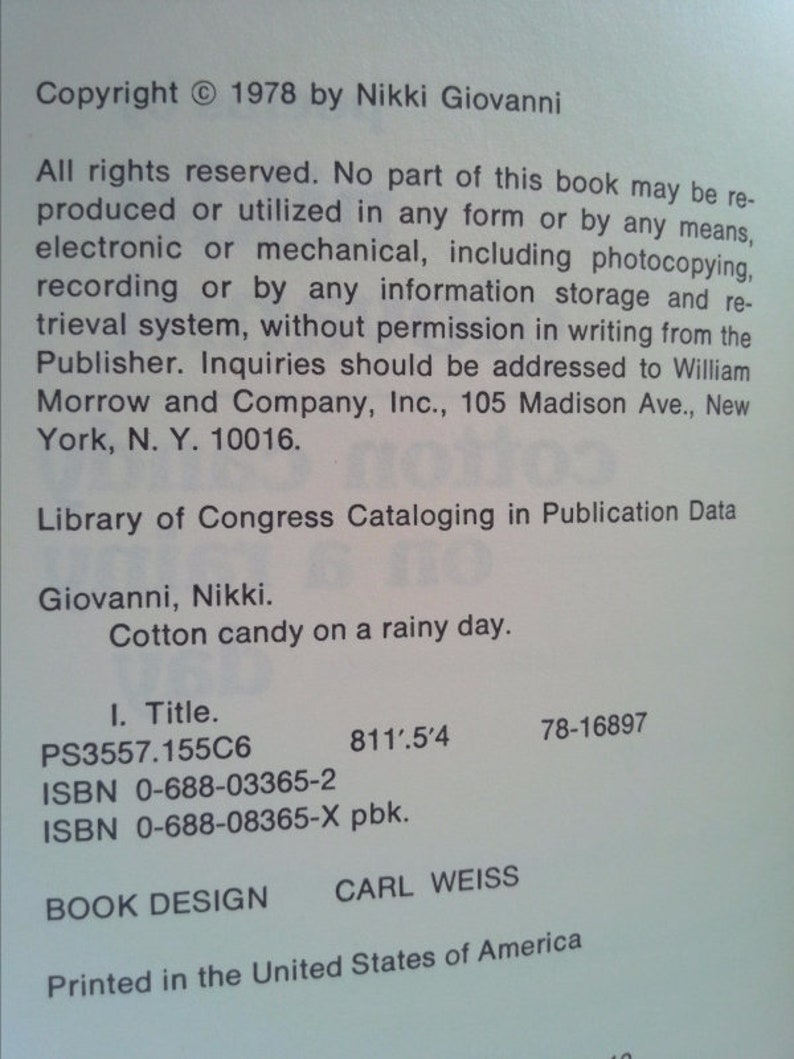 Copyright © 1978 by Nikki Giovanni
All rights reserved. No part of this book may be re-
produced or utilized in any form or by any means,
electronic or mechanical, including photocopying,
recording or by any information storage and re-
trieval system, without permission in writing from the
Publisher. Inquiries should be addressed to William
Morrow and Company, Inc., 105 Madison Ave., New
York, N. Y. 10016.
Library of Congress Cataloging in Publication Data
Giovanni, Nikki.
Cotton candy on a rainy day.
I. Title.
PS3557.155C6 811′.5′4 78-16897
ISBN 0-688-03365-2
ISBN 0-688-08365-X pbk.
BOOK DESIGN CARL WEISS
Printed in the United States of America